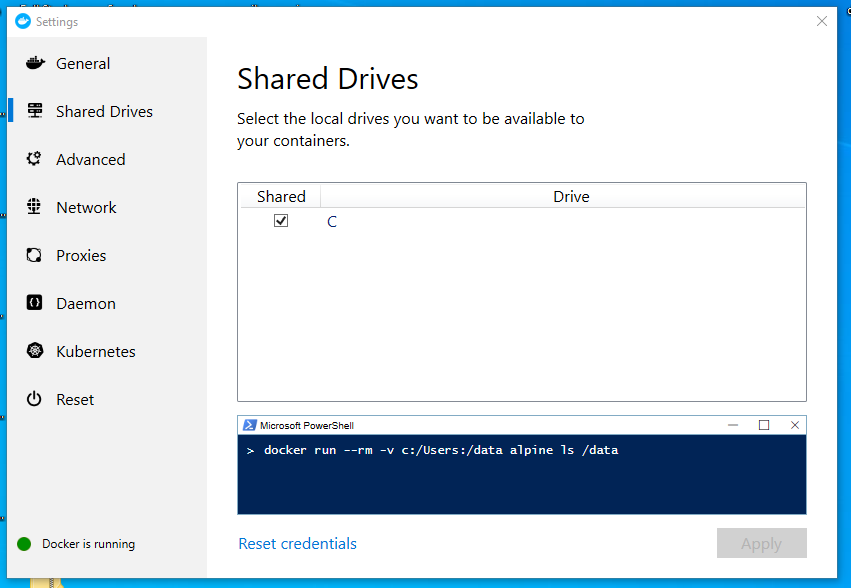 Settings
General
Shared Drives
Advanced
Network
Proxies
Daemon
Kubernetes
Reset
Docker is running
Shared Drives
Select the local drives you want to be available to
your containers.
Shared Drive
C
Microsoft PowerShell
> docker run --rm -v c:/Users:/data alpine ls /data
Reset credentials
Apply